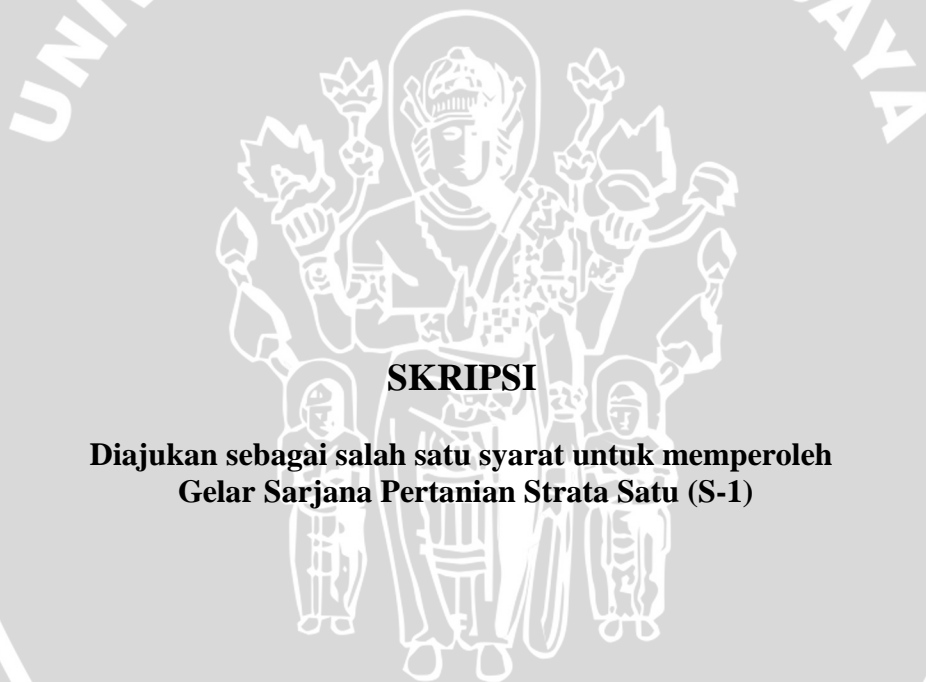 SKRIPSI
Diajukan sebagai salah satu syarat untuk memperoleh
Gelar Sarjana Pertanian Strata Satu (S-1)